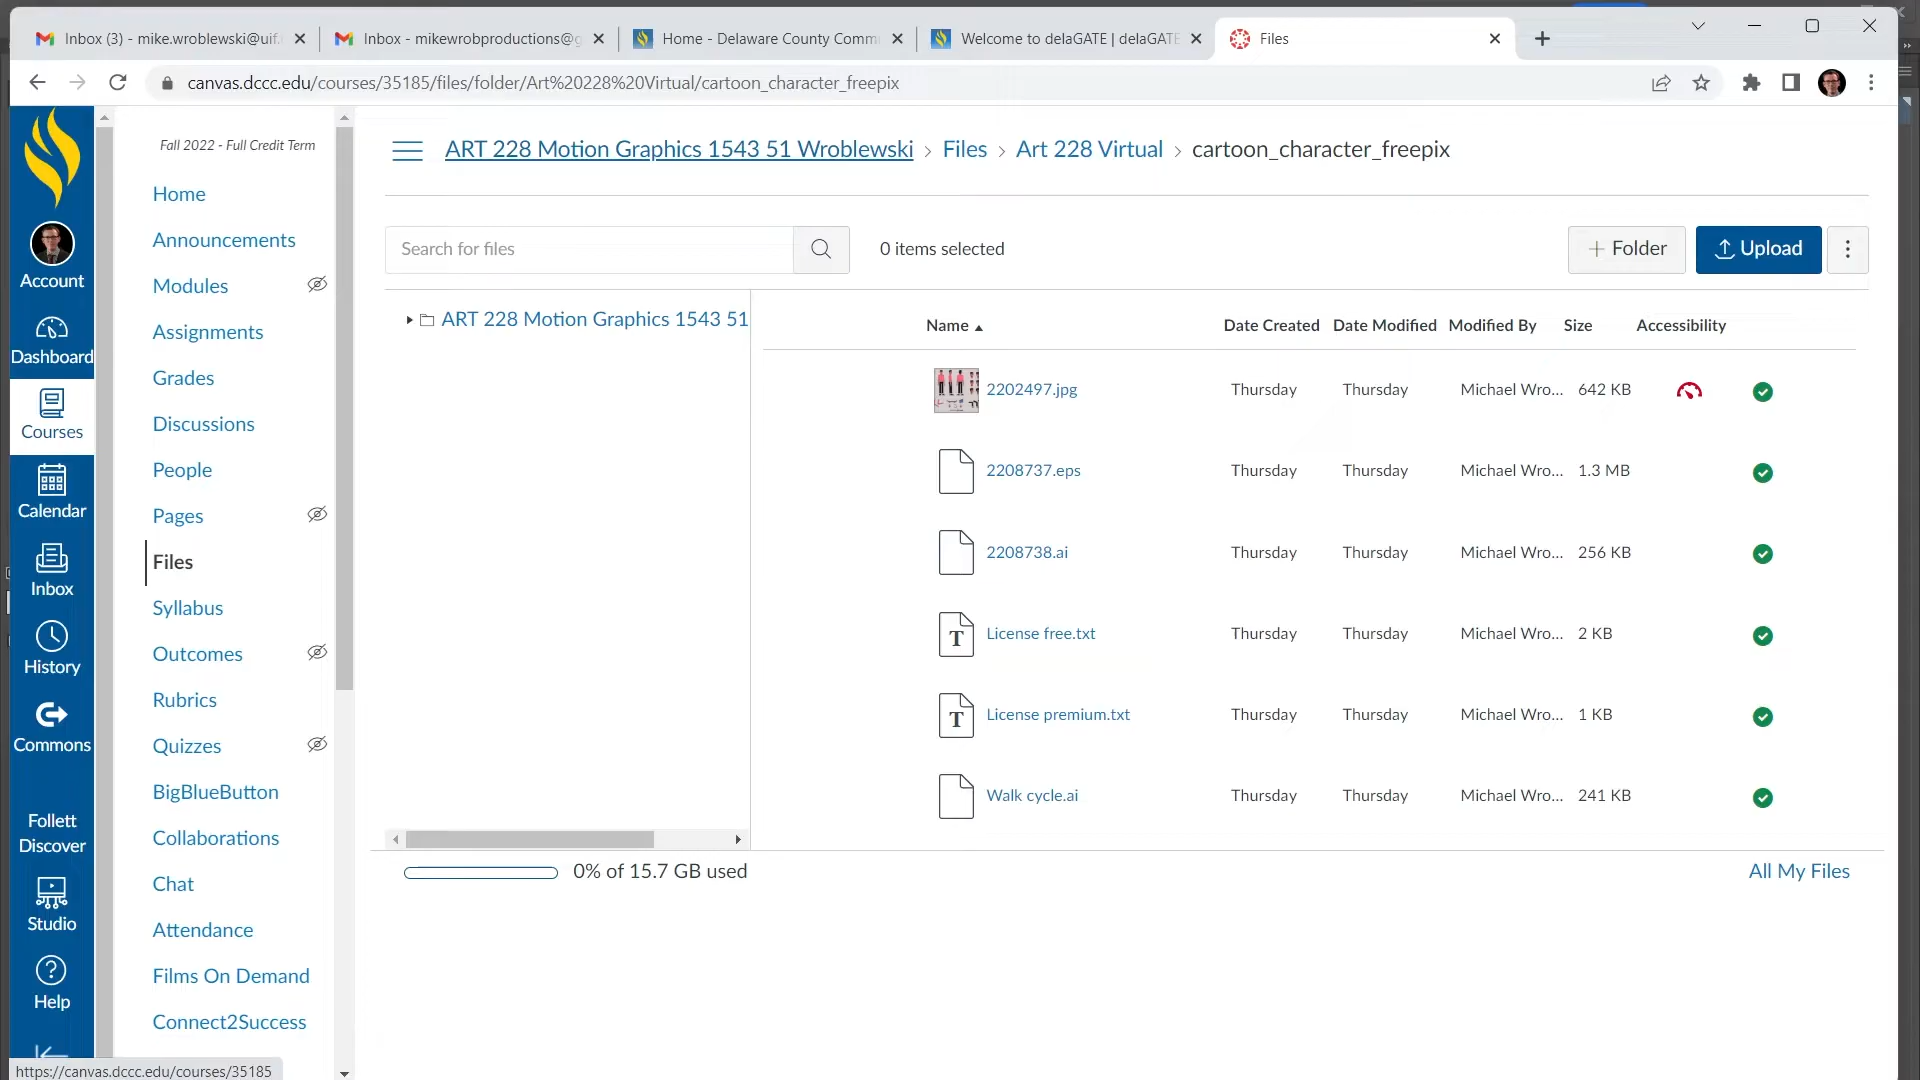 Inbox (3) - mike.wroblewski@uif.
Inbox - mikewrobproductions@g
Home - Delaware County Comm
Welcome to delaGATE | delaGATE
Files
canvas.dccc.edu/courses/35185/files/folder/Art%20228%20Virtual/cartoon_character_freepix
Account
Dashboard
Courses
Calendar
Inbox
History
Commons
Follett
Discover
Studio
Help
Fall 2022 - Full Credit Term
Home
Announcements
Modules
Assignments
Grades
Discussions
People
Pages
Files
Syllabus
Outcomes
Rubrics
Quizzes
BigBlueButton
Collaborations
Chat
Attendance
Films On Demand
Connect2Success
ART 228 Motion Graphics 1543 51 Wroblewski > Files > Art 228 Virtual > cartoon_character_freepix
Search for files
0 items selected
+ Folder
Upload
ART 228 Motion Graphics 1543 51
Name Date Created Date Modified Modified By Size Accessibility
2202497.jpg Thursday Thursday Michael Wro... 642 KB
2208737.eps Thursday Thursday Michael Wro... 1.3 MB
2208738.ai Thursday Thursday Michael Wro... 256 KB
T License free.txt Thursday Thursday Michael Wro... 2 KB
T License premium.txt Thursday Thursday Michael Wro... 1 KB
Walk cycle.ai Thursday Thursday Michael Wro... 241 KB
0% of 15.7 GB used
All My Files
https://canvas.dccc.edu/courses/35185